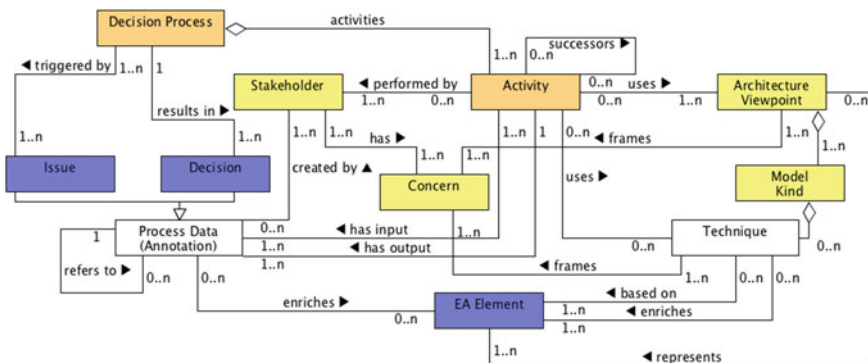 Decision Process
activities
successors ►
1..n
0..n
◄ triggered by
1..n
1
Stakeholder
◄ performed by
Activity
0..n
uses ►
Architecture
Viewpoint
0..n
1..n
0..n
0..n
1..n
results in ►
1..n
1..n
1..n
1..n
has ►
1..n
1
0..n
◄ frames
1..n
1..n
Issue
Decision
created by ▲
1..n
1..n
Concern
uses ►
Model
Kind
1
Process Data
(Annotation)
0..n
1..n
◄ has input
1..n
◄ has output
1..n
0..n
Technique
0..n
refers to ►
0..n
0..n
◄ frames
1..n
0..n
0..n
enriches ►
0..n
EA Element
◄ based on
1..n
◄ enriches
1..n
1..n
◄ represents